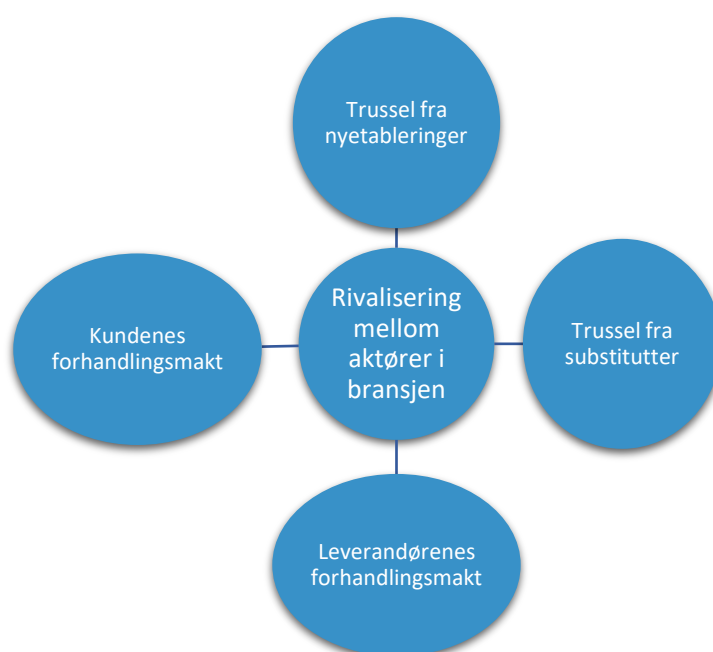 Trussel fra
nyetableringer
Kundenes
forhandlingsmakt
Rivalisering
mellom
aktører i
bransjen
Trussel fra
substitutter
Leverandørenes
forhandlingsmakt